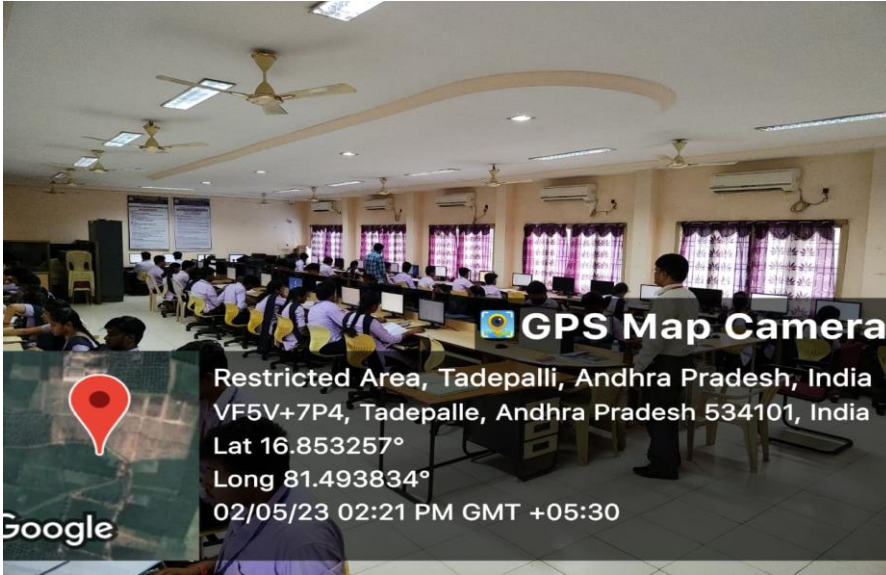 GPS Map Camera
Restricted Area, Tadepalli, Andhra Pradesh, India
VF5V+7P4, Tadepalle, Andhra Pradesh 534101, India
Lat 16.853257°
Long 81.493834°
02/05/23 02:21 PM GMT +05:30
Google